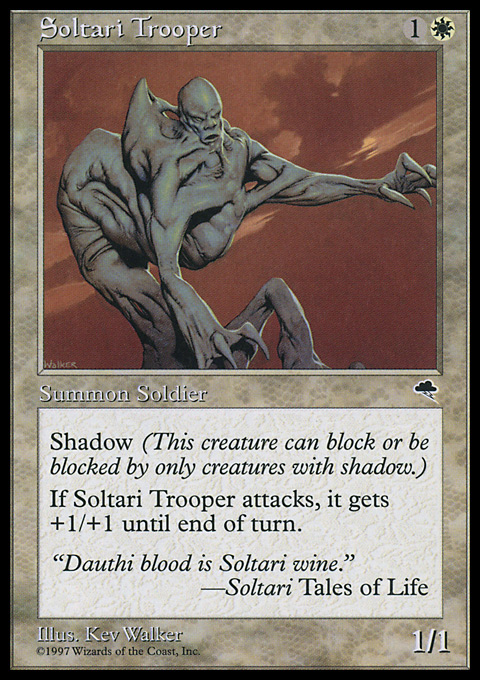 Soltari Trooper 1
WALKER
Summon Soldier
Shadow (This creature can block or be
blocked by only creatures with shadow.)
If Soltari Trooper attacks, it gets
+1/+1 until end of turn.
“Dauthi blood is Soltari wine.”
—Soltari Tales of Life
Illus. Kev Walker
©1997 Wizards of the Coast, Inc.
1/1